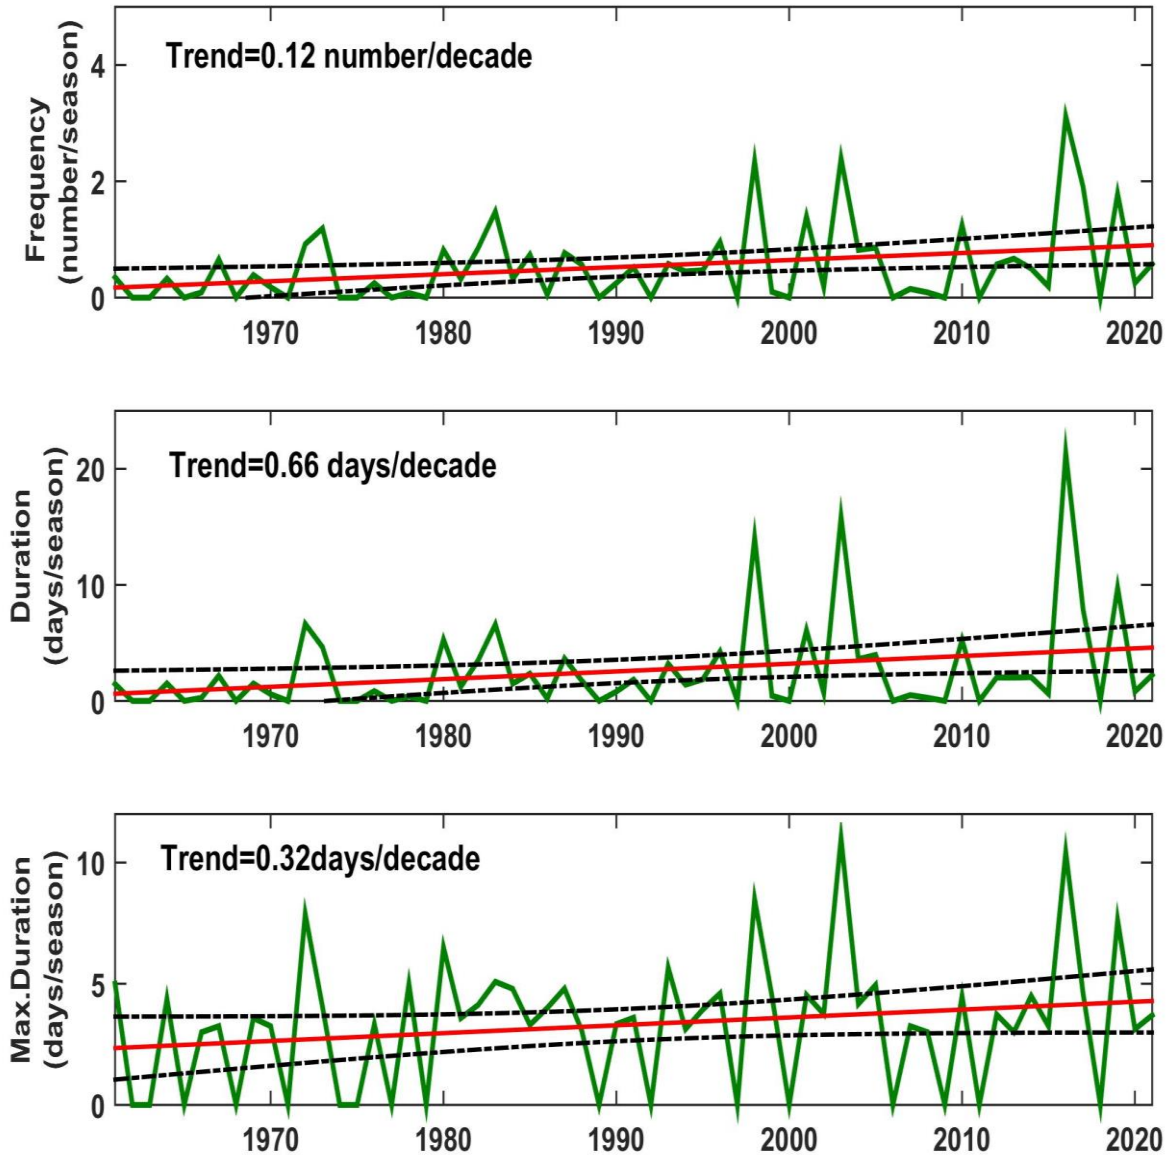 Frequency
(number/season)
Trend=0.12 number/decade
4
2
0
1970 1980 1990 2000 2010 2020
Duration
(days/season)
Trend=0.66 days/decade
20
10
0
1970 1980 1990 2000 2010 2020
Max.Duration
(days/season)
Trend=0.32days/decade
10
5
0
1970 1980 1990 2000 2010 2020